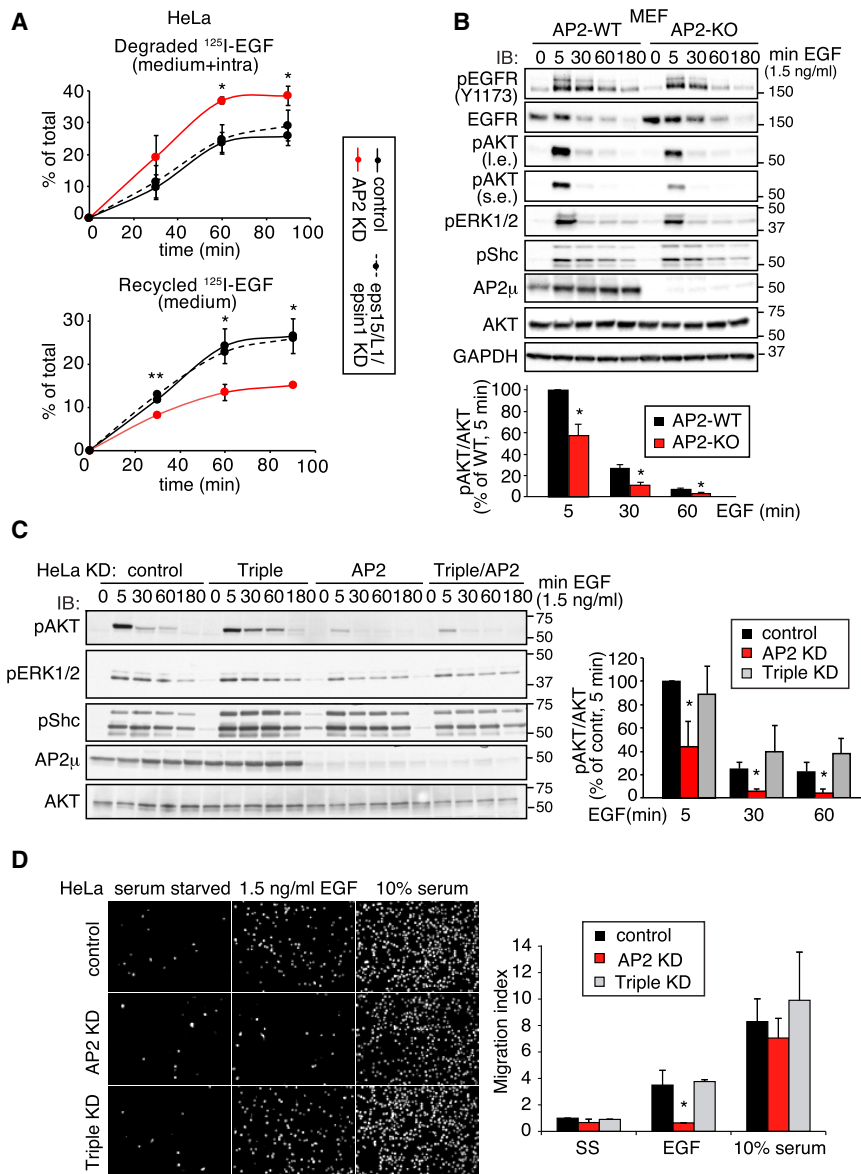 A
HeLa
Degraded ¹²⁵I-EGF
(medium+intra)
% of total
40
30
20
10
0
*
*
0 20 40 60 80 100
time (min)
control
AP2 KD
eps15/L1/
epsin1 KD
Recycled ¹²⁵I-EGF
(medium)
% of total
30
20
10
0
**
*
*
0 20 40 60 80 100
time (min)
B
MEF
AP2-WT AP2-KO
IB: 0 5 30 60 180 0 5 30 60 180 min EGF
(1.5 ng/ml)
pEGFR
(Y1173)
150
EGFR
150
pAKT
(l.e.)
50
pAKT
(s.e.)
50
pERK1/2
50
37
pShc
50
AP2µ
50
AKT
75
50
GAPDH
37
pAKT/AKT
(% of WT, 5 min)
100
80
60
40
20
0
*
*
*
AP2-WT
AP2-KO
5 30 60 EGF (min)
C
HeLa KD: control Triple AP2 Triple/AP2
IB: 0 5 30 60 180 0 5 30 60 180 0 5 30 60 180 0 5 30 60 180
min EGF
(1.5 ng/ml)
pAKT
75
50
pERK1/2
50
37
pShc
75
50
AP2µ
50
AKT
75
50
control
AP2 KD
Triple KD
pAKT/AKT
(% of contr, 5 min)
120
100
80
60
40
20
0
*
*
*
EGF(min) 5 30 60
D
HeLa serum starved 1.5 ng/ml EGF 10% serum
control
AP2 KD
Triple KD
control
AP2 KD
Triple KD
Migration index
14
12
10
8
6
4
2
0
*
SS EGF 10% serum